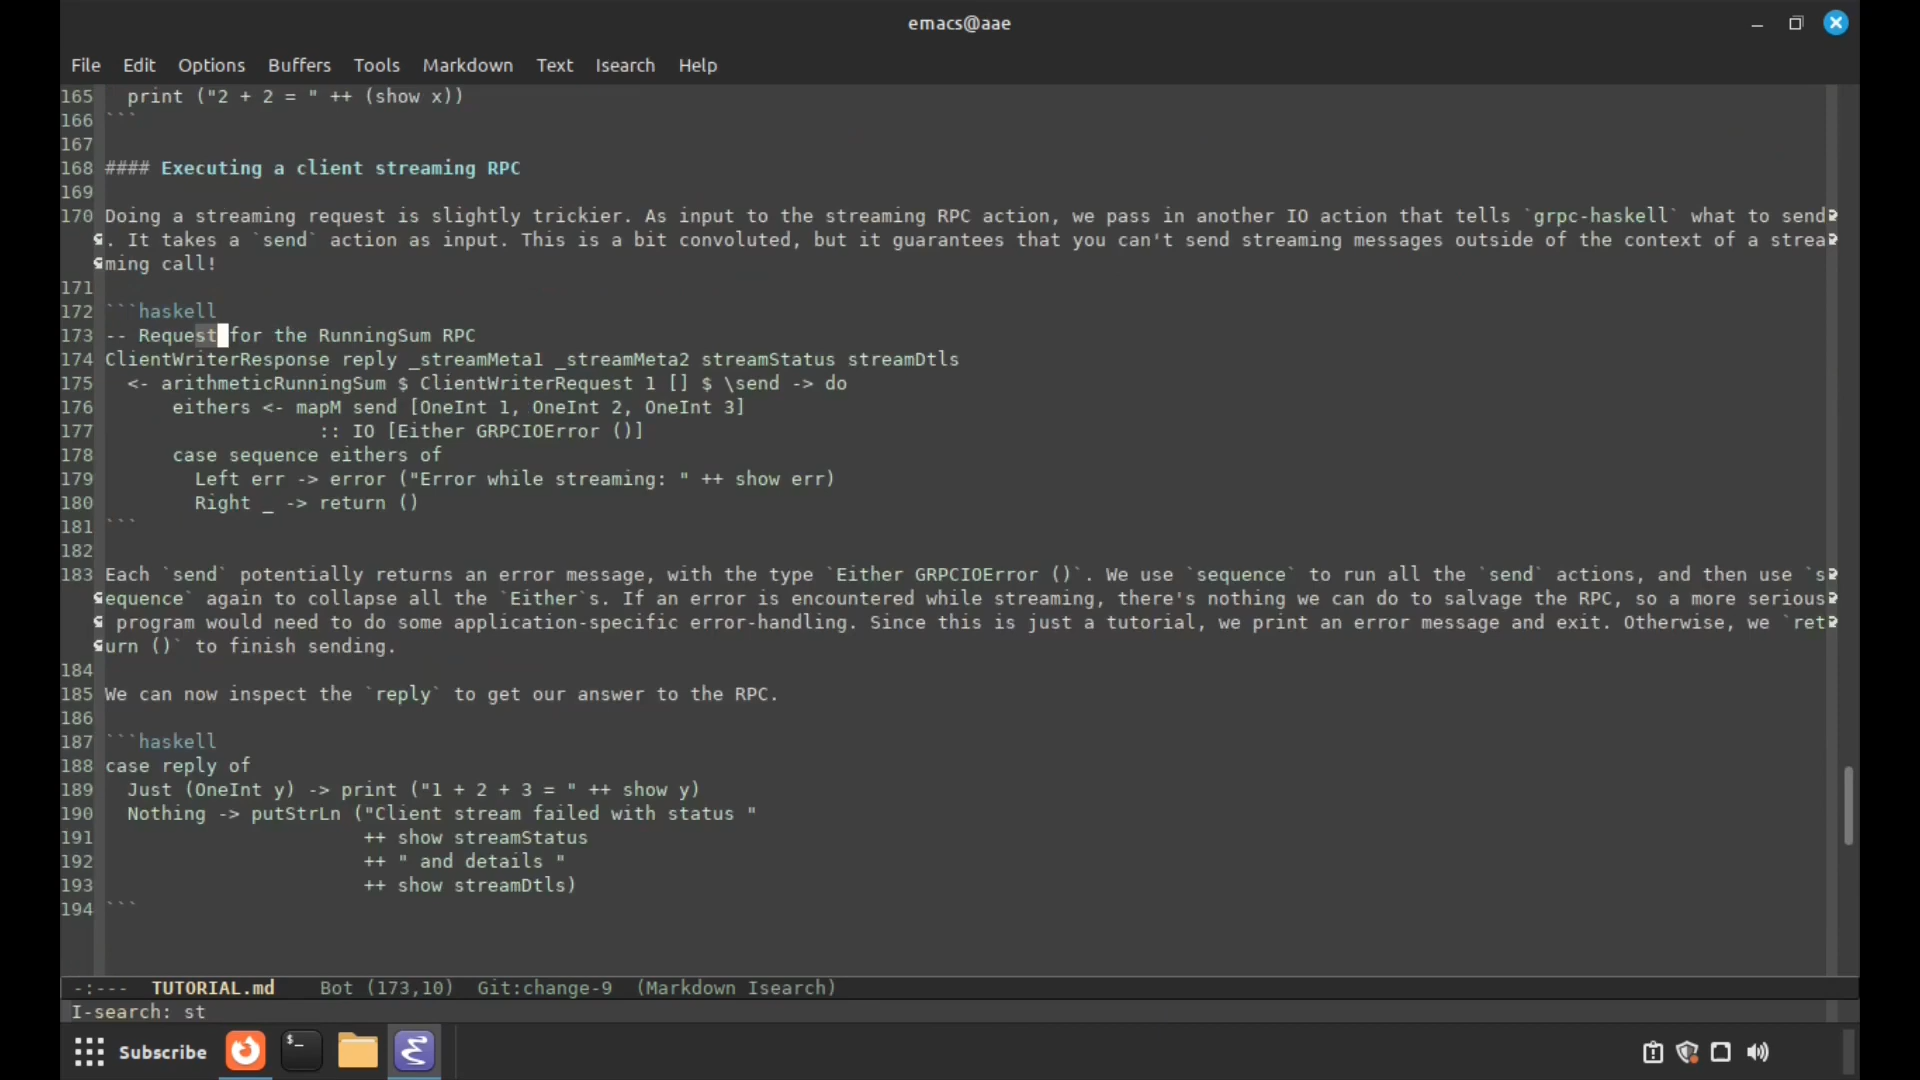 emacs@aae
File Edit Options Buffers Tools Markdown Text Isearch Help
165   print ("2 + 2 = " ++ (show x))
166 ```
167
168 #### Executing a client streaming RPC
169
170 Doing a streaming request is slightly trickier. As input to the streaming RPC action, we pass in another IO action that tells `grpc-haskell` what to send
. It takes a `send` action as input. This is a bit convoluted, but it guarantees that you can't send streaming messages outside of the context of a strea
ming call!
171
172 ```haskell
173 -- Request for the RunningSum RPC
174 ClientWriterResponse reply _streamMeta1 _streamMeta2 streamStatus streamDtls
175   <- arithmeticRunningSum $ ClientWriterRequest 1 [] $ \send -> do
176       eithers <- mapM send [OneInt 1, OneInt 2, OneInt 3]
177                    :: IO [Either GRPCIOError ()]
178       case sequence eithers of
179         Left err -> error ("Error while streaming: " ++ show err)
180         Right _ -> return ()
181 ```
182
183 Each `send` potentially returns an error message, with the type `Either GRPCIOError ()`. We use `sequence` to run all the `send` actions, and then use `s
equence` again to collapse all the `Either`s. If an error is encountered while streaming, there's nothing we can do to salvage the RPC, so a more serious
 program would need to do some application-specific error-handling. Since this is just a tutorial, we print an error message and exit. Otherwise, we `ret
urn ()` to finish sending.
184
185 We can now inspect the `reply` to get our answer to the RPC.
186
187 ```haskell
188 case reply of
189   Just (OneInt y) -> print ("1 + 2 + 3 = " ++ show y)
190   Nothing -> putStrLn ("Client stream failed with status "
191                        ++ show streamStatus
192                        ++ " and details "
193                        ++ show streamDtls)
194 ```
-:--- TUTORIAL.md Bot (173,10) Git:change-9 (Markdown Isearch)
I-search: st
Subscribe $_